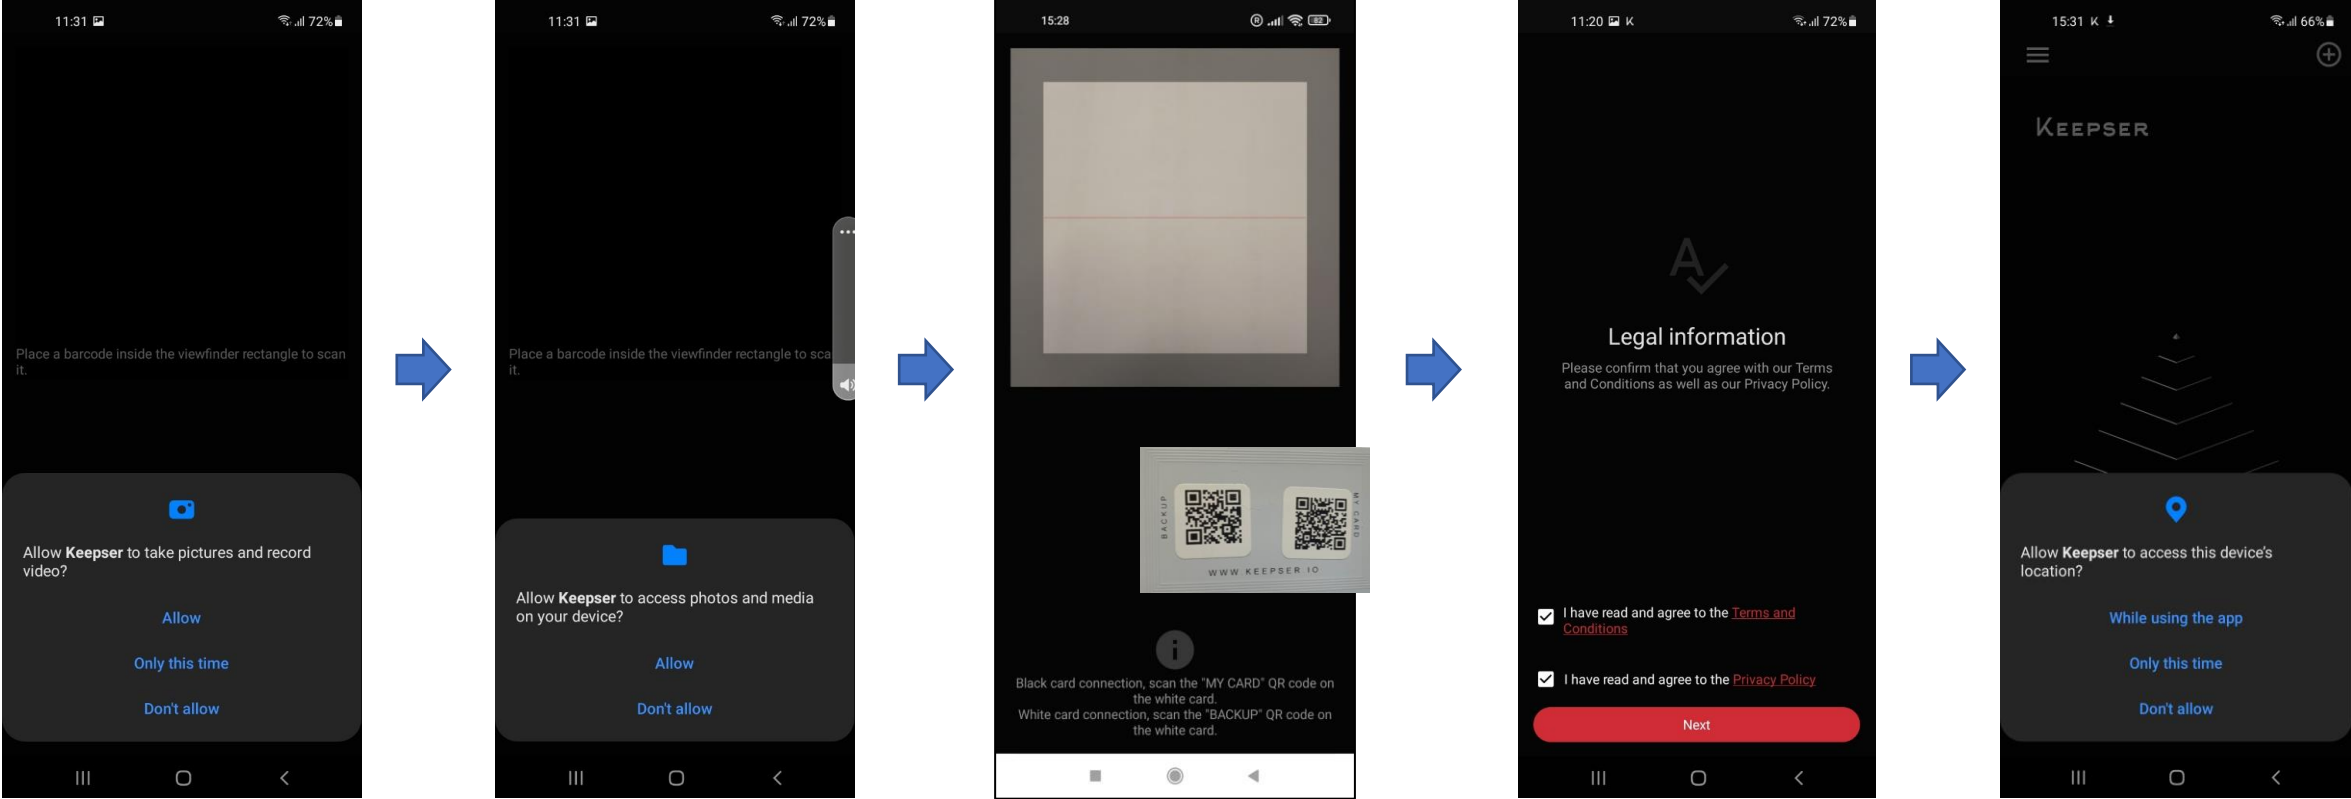 11:31
72%
Place a barcode inside the viewfinder rectangle to scan
it.
Allow Keepser to take pictures and record
video?
Allow
Only this time
Don't allow
11:31
72%
Place a barcode inside the viewfinder rectangle to sca
it.
Allow Keepser to access photos and media
on your device?
Allow
Don't allow
15:28
R
82
BACKUP
MY CARD
WWW.KEEPSER.IO
Black card connection, scan the "MY CARD" QR code on
the white card.
White card connection, scan the "BACKUP" QR code on
the white card.
11:20 K
72%
Legal information
Please confirm that you agree with our Terms
and Conditions as well as our Privacy Policy.
I have read and agree to the Terms and
Conditions
I have read and agree to the Privacy Policy
Next
15:31 K
66%
KEEPSER
Allow Keepser to access this device's
location?
While using the app
Only this time
Don't allow